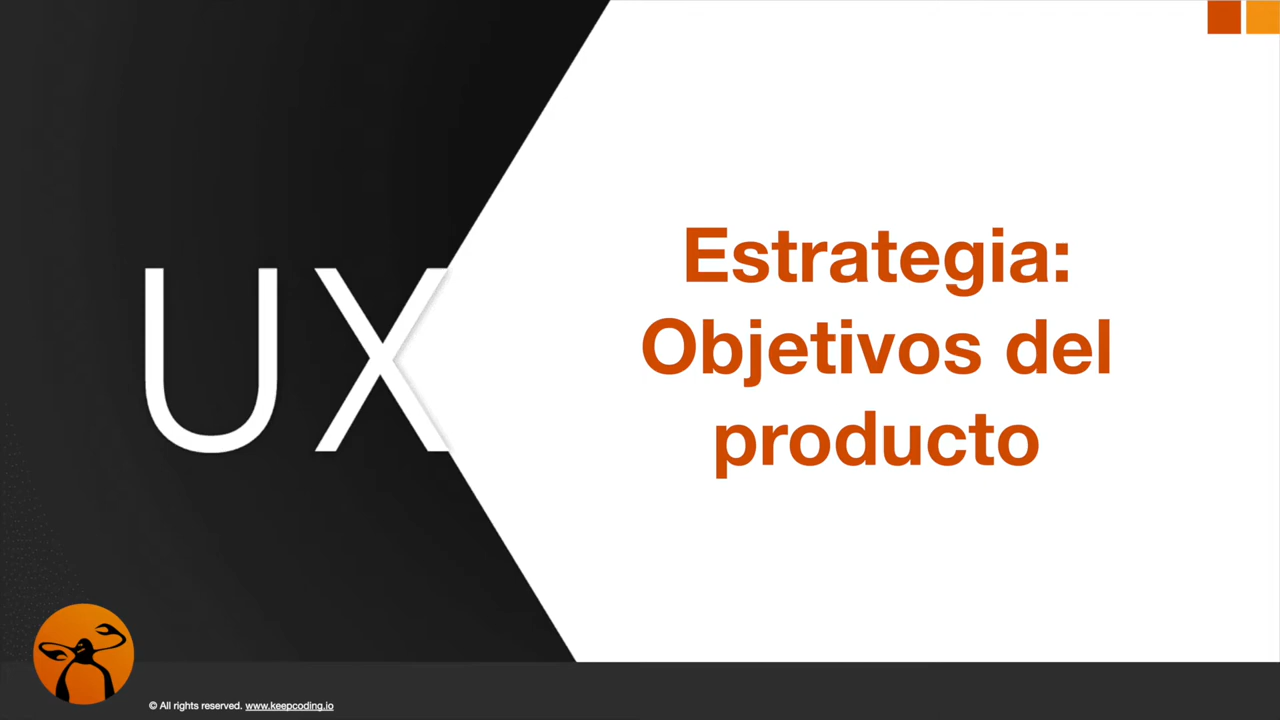 UX
Estrategia:
Objetivos del
producto
© All rights reserved. www.keepcoding.io